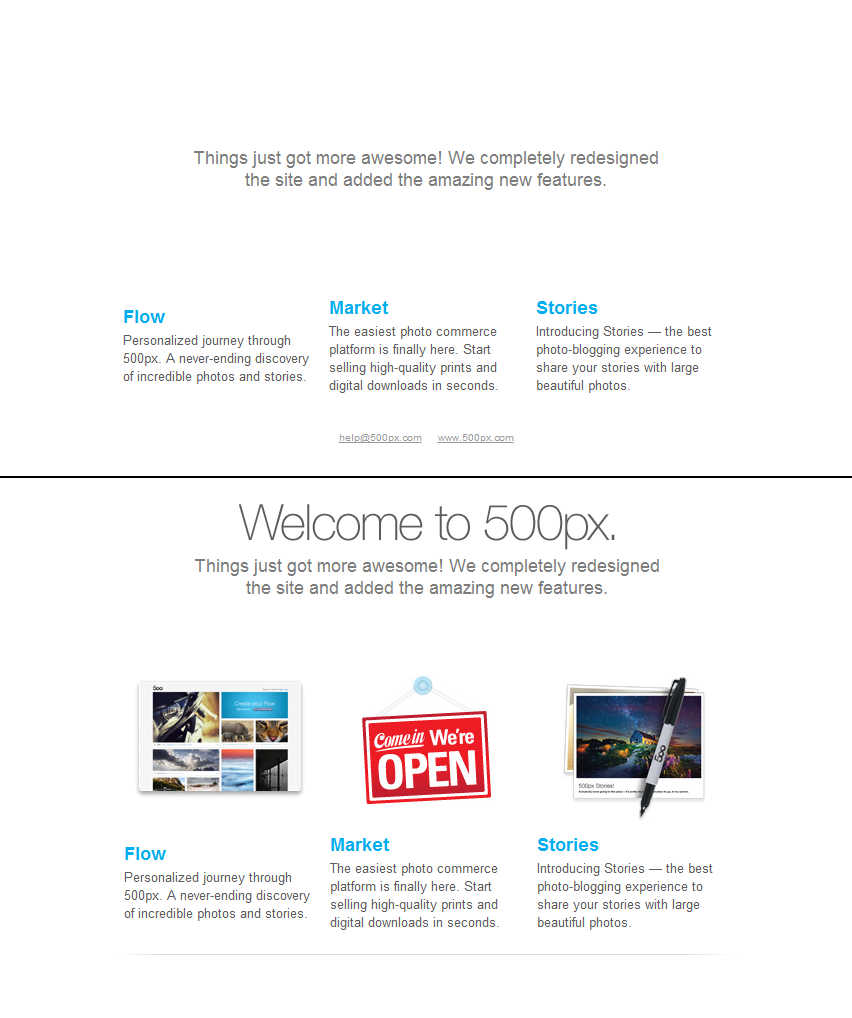 Things just got more awesome! We completely redesigned
the site and added the amazing new features.
Flow
Personalized journey through
500px. A never-ending discovery
of incredible photos and stories.
Market
The easiest photo commerce
platform is finally here. Start
selling high-quality prints and
digital downloads in seconds.
Stories
Introducing Stories — the best
photo-blogging experience to
share your stories with large
beautiful photos.
help@500px.com www.500px.com
Welcome to 500px.
Things just got more awesome! We completely redesigned
the site and added the amazing new features.
500
Create your Flow
Come in We're
OPEN
500
500px Stories!
Flow
Personalized journey through
500px. A never-ending discovery
of incredible photos and stories.
Market
The easiest photo commerce
platform is finally here. Start
selling high-quality prints and
digital downloads in seconds.
Stories
Introducing Stories — the best
photo-blogging experience to
share your stories with large
beautiful photos.